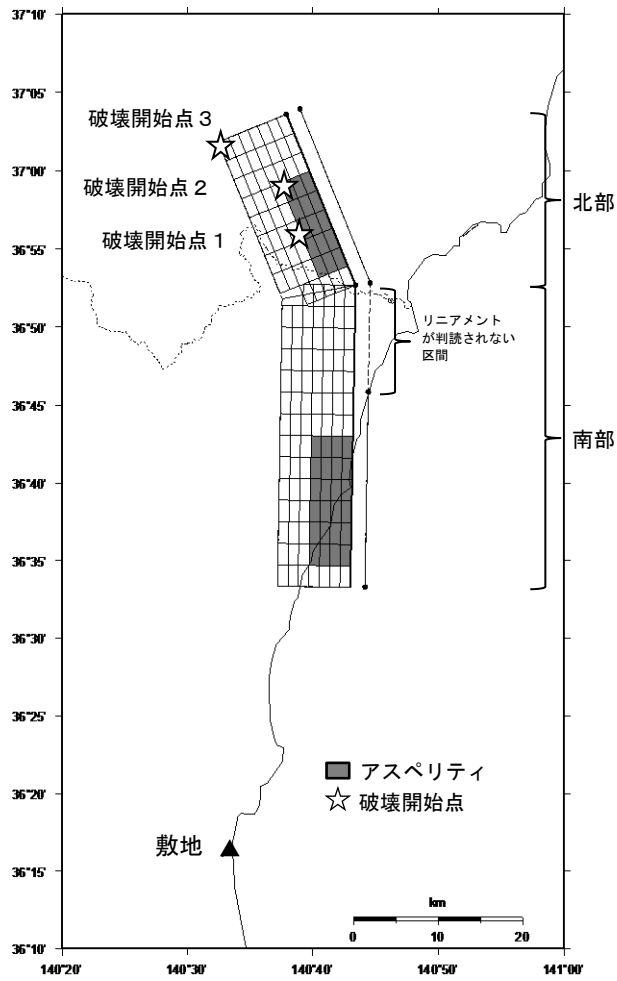 37°10'
37°05'
37°00'
36°55'
36°50'
36°45'
36°40'
36°35'
36°30'
36°25'
36°20'
36°15'
36°10'
破壊開始点３
破壊開始点２
破壊開始点１
北部
リニアメント
が判読されない
区間
南部
アスペリティ
破壊開始点
敷地
km
0
10
20
140°20'
140°30'
140°40'
140°50'
141°00'